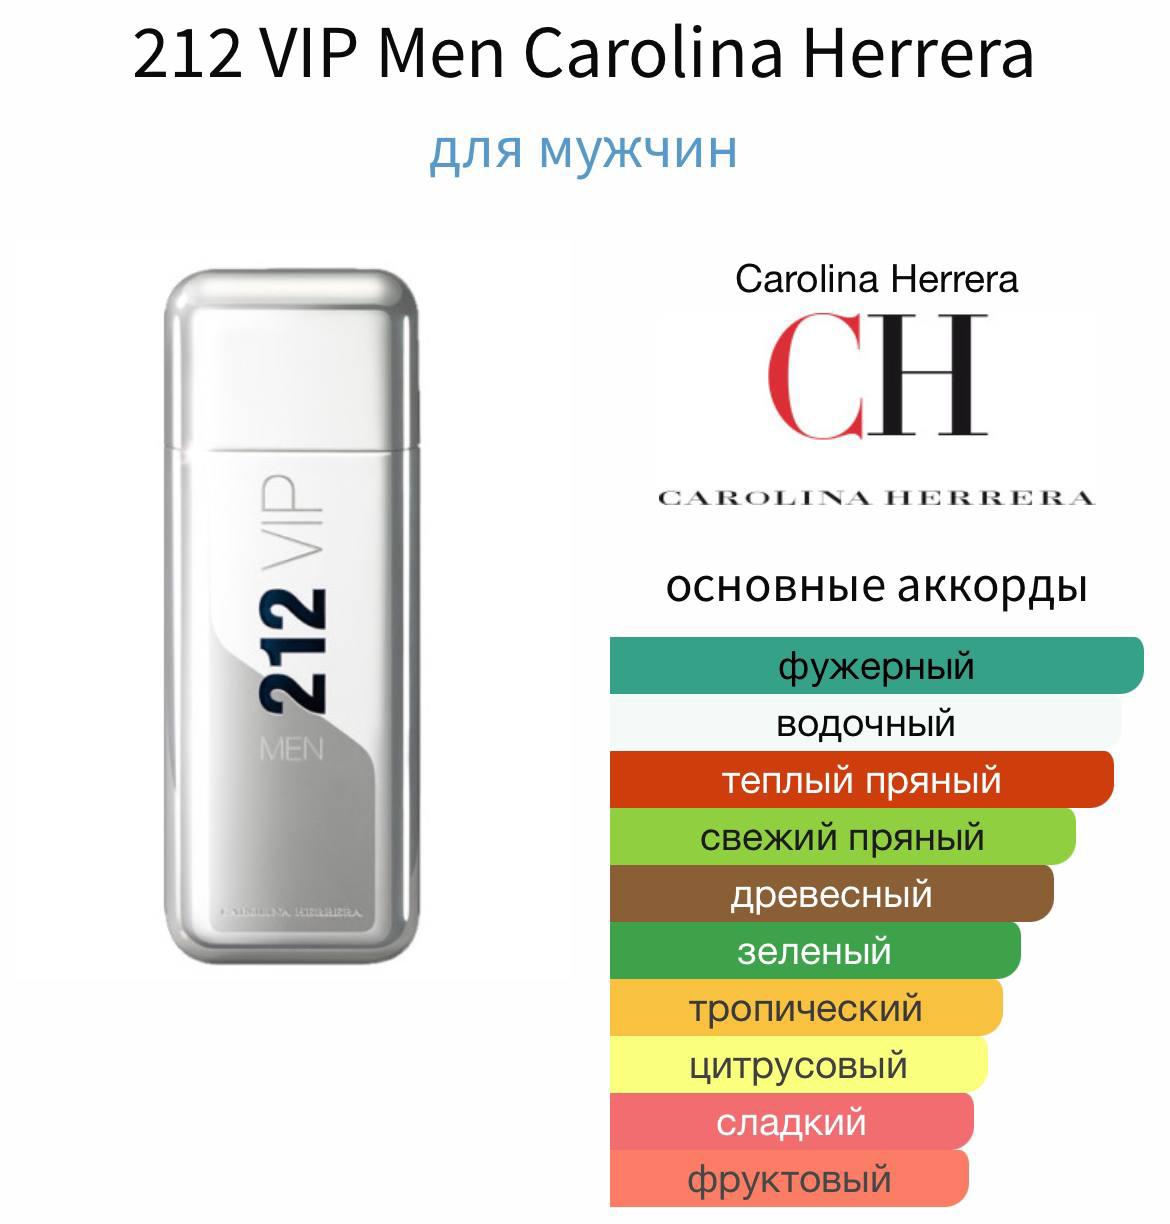 212 VIP Men Carolina Herrera
для мужчин
212 VIP
MEN
CAROLINA HERRERA
Carolina Herrera
CH
CAROLINA HERRERA
основные аккорды
фужерный
водочный
теплый пряный
свежий пряный
древесный
зеленый
тропический
цитрусовый
сладкий
фруктовый